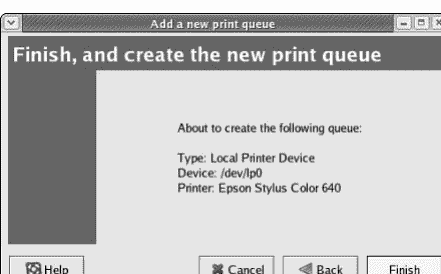 Add a new print queue
Finish, and create the new print queue
About to create the following queue:
Type: Local Printer Device
Device: /dev/lp0
Printer: Epson Stylus Color 640
Help
Cancel
Back
Finish